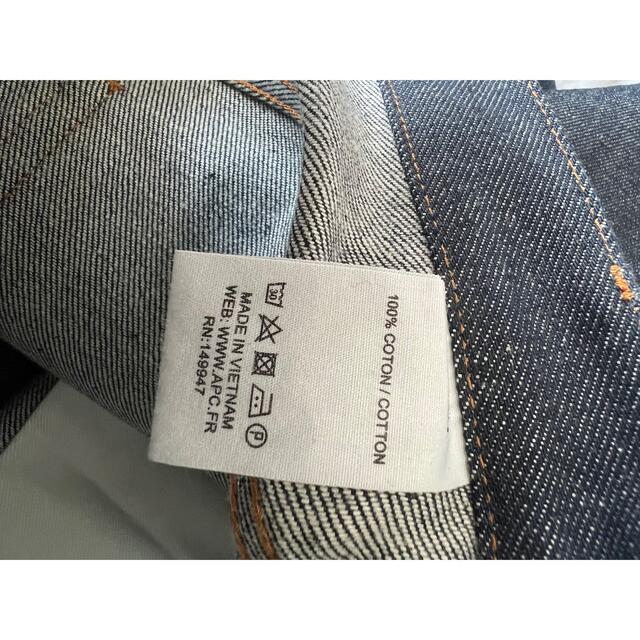 100% COTON / COTTON
30
P
MADE IN VIETNAM
WEB: WWW.APC.FR
RN:149947